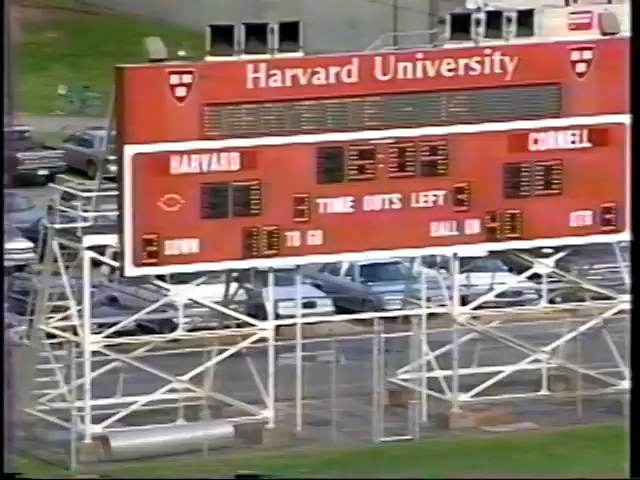 Harvard University
HARVARD
CORNELL
TIME OUTS LEFT
DOWN
TO GO
BALL ON
QTR